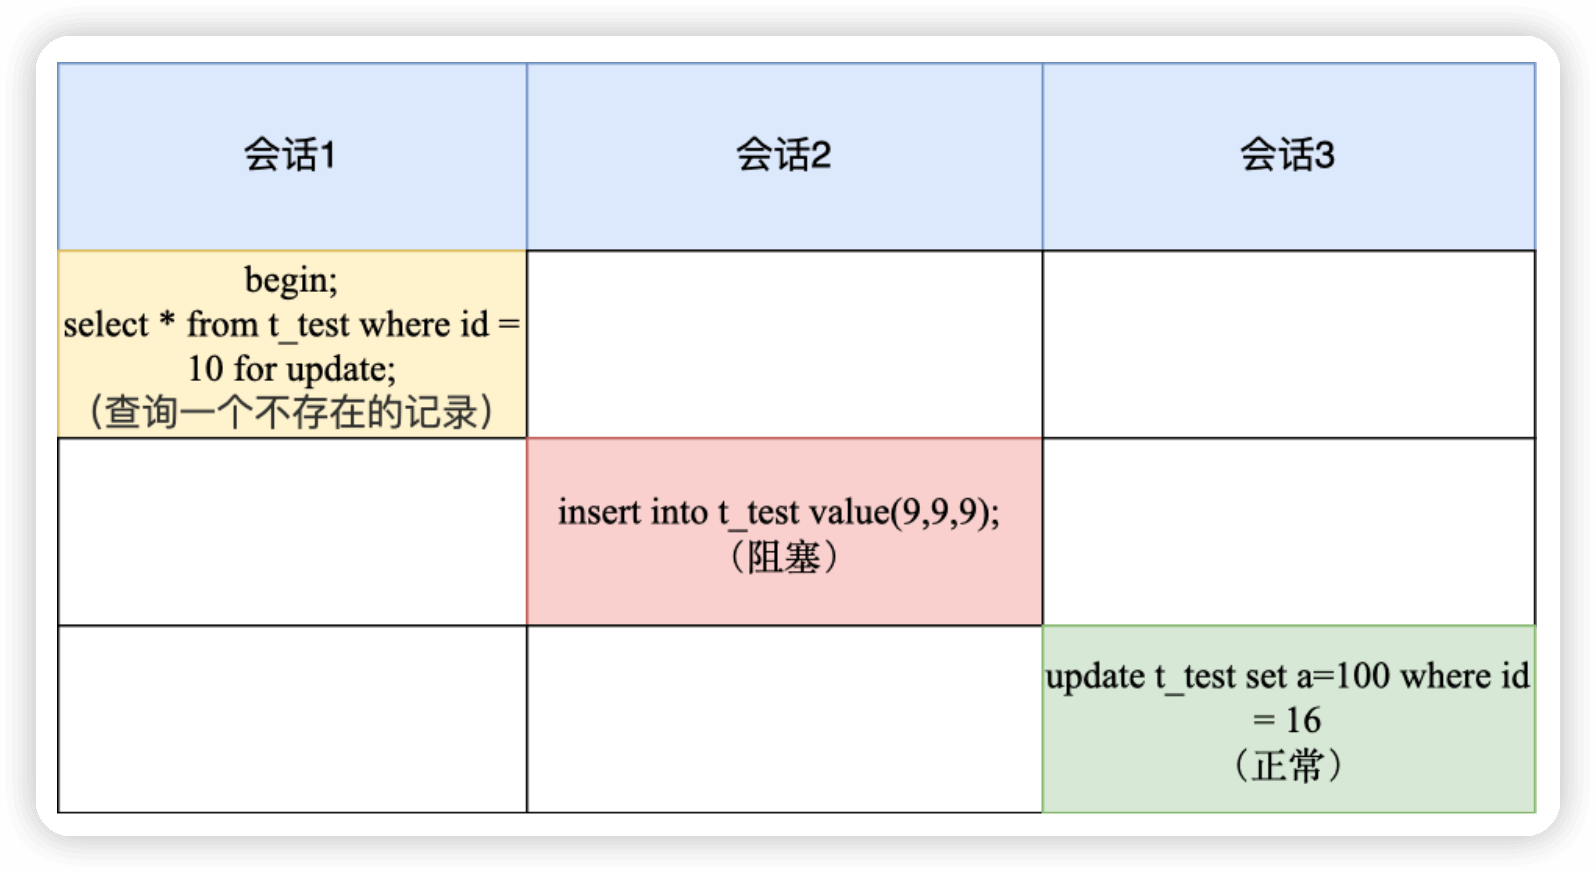 会话1
会话2
会话3
begin;
select * from t_test where id =
10 for update;
（查询一个不存在的记录）
insert into t_test value(9,9,9);
（阻塞）
update t_test set a=100 where id
= 16
（正常）